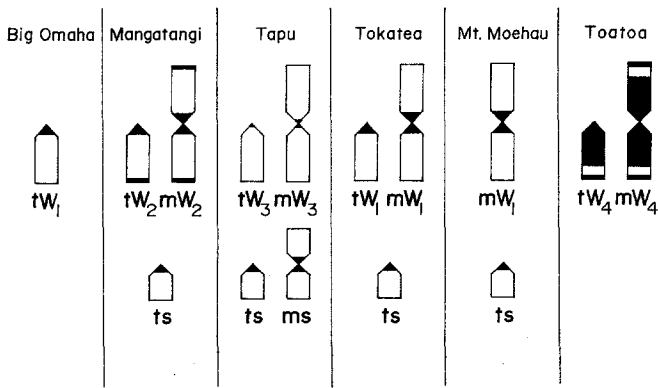 Big Omaha Mangatangi Tapu Tokatea Mt. Moehau Toatoa
tW₁ tW₂ mW₂ tW₃ mW₃ tW₁ mW₁ mW₁ tW₄ mW₄
ts ts ms ts ts